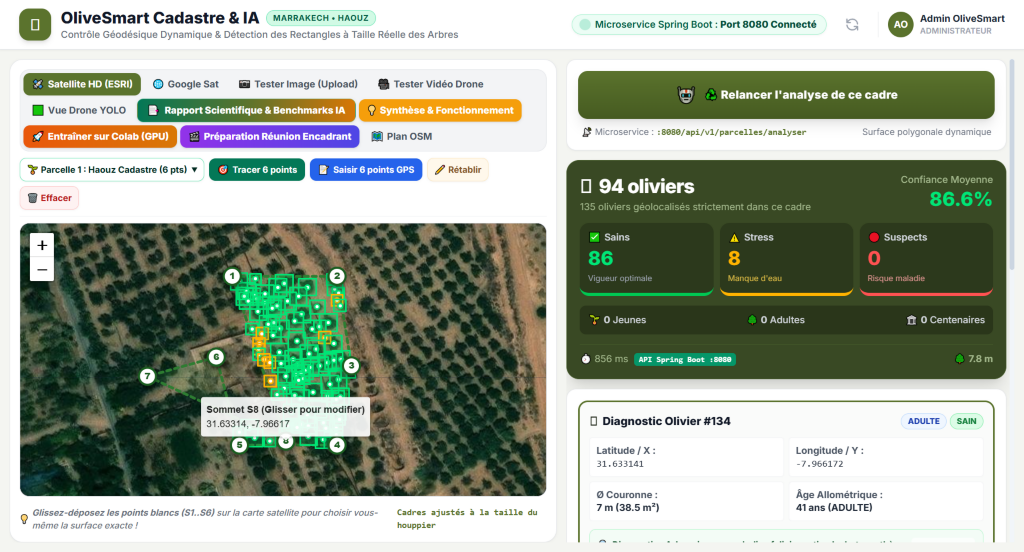 OliveSmart Cadastre & IA
MARRAKECH • HAOUZ
Contrôle Géodésique Dynamique & Détection des Rectangles à Taille Réelle des Arbres
Microservice Spring Boot : Port 8080 Connecté
AO
Admin OliveSmart
ADMINISTRATEUR
Satellite HD (ESRI)
Google Sat
Tester Image (Upload)
Tester Vidéo Drone
Vue Drone YOLO
Rapport Scientifique & Benchmarks IA
Synthèse & Fonctionnement
Entraîner sur Colab (GPU)
Préparation Réunion Encadrant
Plan OSM
Parcelle 1 : Haouz Cadastre (6 pts)
Tracer 6 points
Saisir 6 points GPS
Rétablir
Effacer
+
−
1
2
3
6
7
Sommet S8 (Glisser pour modifier)
31.63314, -7.96617
5
8
4
Glissez-déposez les points blancs (S1..S6) sur la carte satellite pour choisir vous-
même la surface exacte !
Cadres ajustés à la taille du
houppier
Relancer l'analyse de ce cadre
Microservice : :8080/api/v1/parcelles/analyser
Surface polygonale dynamique
94 oliviers
135 oliviers géolocalisés strictement dans ce cadre
Confiance Moyenne
86.6%
Sains
86
Vigueur optimale
Stress
8
Manque d'eau
Suspects
0
Risque maladie
0 Jeunes
0 Adultes
0 Centenaires
856 ms
API Spring Boot :8080
7.8 m
Diagnostic Olivier #134
ADULTE
SAIN
Latitude / X :
31.633141
Longitude / Y :
-7.966172
Ø Couronne :
7 m (38.5 m²)
Âge Allométrique :
41 ans (ADULTE)